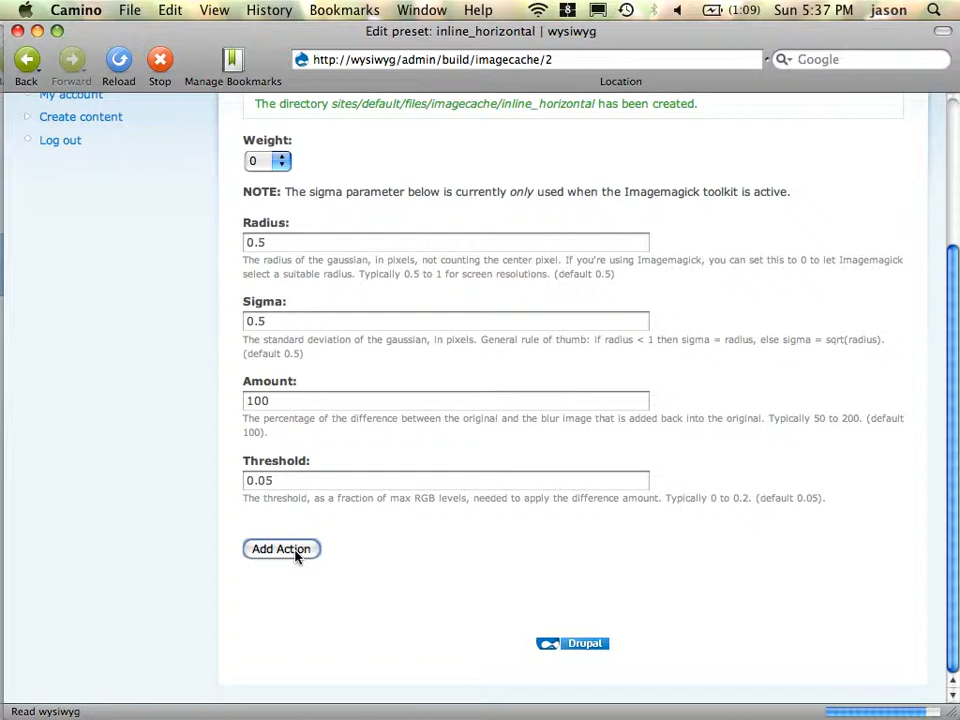 Camino File Edit View History Bookmarks Window Help (1:09) Sun 5:37 PM jason
Edit preset: inline_horizontal | wysiwyg
http://wysiwyg/admin/build/imagecache/2
Google
Back Forward Reload Stop Manage Bookmarks Location
My account
The directory sites/default/files/imagecache/inline_horizontal has been created.
Create content
Log out
Weight:
0
NOTE: The sigma parameter below is currently only used when the Imagemagick toolkit is active.
Radius:
0.5
The radius of the gaussian, in pixels, not counting the center pixel. If you're using Imagemagick, you can set this to 0 to let Imagemagick
select a suitable radius. Typically 0.5 to 1 for screen resolutions. (default 0.5)
Sigma:
0.5
The standard deviation of the gaussian, in pixels. General rule of thumb: if radius < 1 then sigma = radius, else sigma = sqrt(radius).
(default 0.5)
Amount:
100
The percentage of the difference between the original and the blur image that is added back into the original. Typically 50 to 200. (default
100).
Threshold:
0.05
The threshold, as a fraction of max RGB levels, needed to apply the difference amount. Typically 0 to 0.2. (default 0.05).
Add Action
Drupal
Read wysiwyg